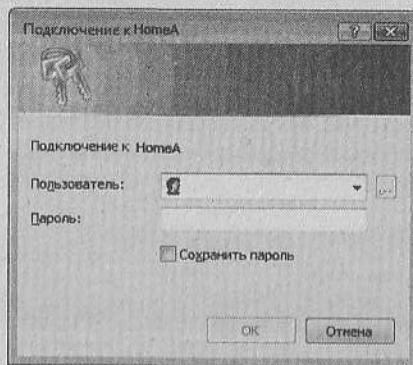 Подключение к HomeA
Подключение к HomeA
Пользователь:
...
Пароль:
Сохранить пароль
OK
Отмена